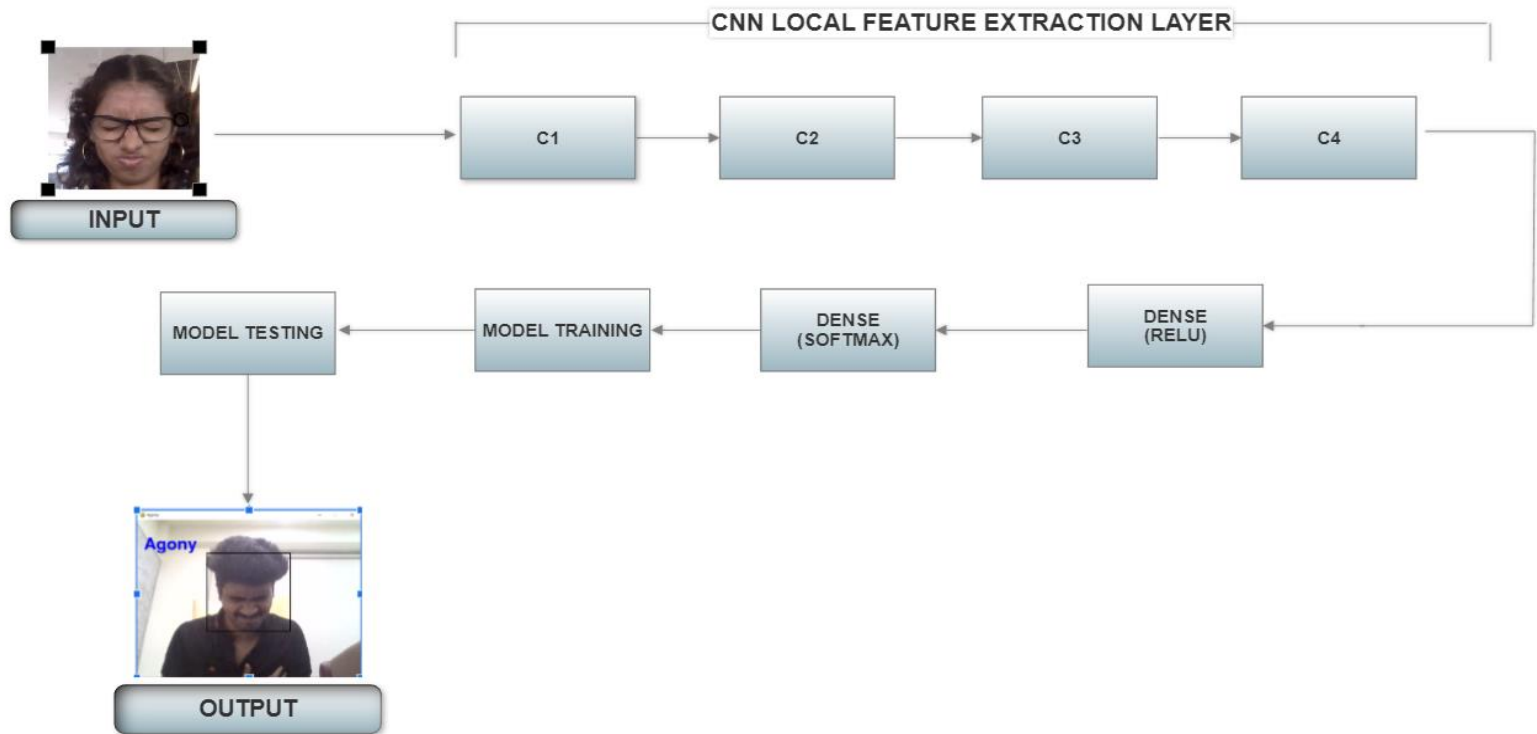 CNN LOCAL FEATURE EXTRACTION LAYER
INPUT
C1
C2
C3
C4
DENSE
(RELU)
DENSE
(SOFTMAX)
MODEL TRAINING
MODEL TESTING
Agony
OUTPUT